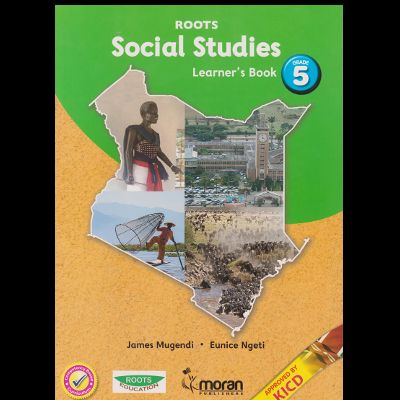 ROOTS
Social Studies
Learner's Book
GRADE
5
James Mugendi • Eunice Ngeti
ROOTS
EDUCATION
moran
PUBLISHERS
APPROVED BY
KICD